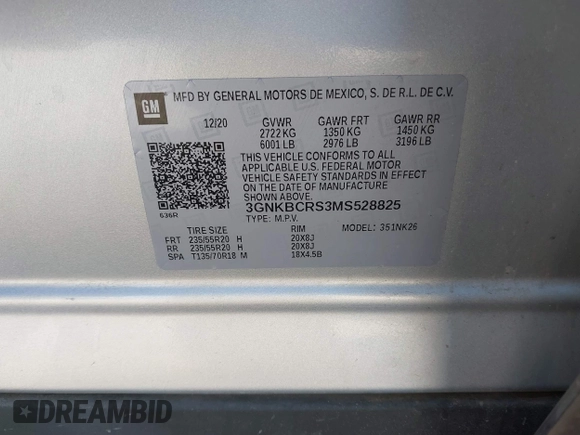 GM
MFD BY GENERAL MOTORS DE MEXICO, S. DE R.L. DE C.V.
12/20 GVWR GAWR FRT GAWR RR
2722 KG 1350 KG 1450 KG
6001 LB 2976 LB 3196 LB
THIS VEHICLE CONFORMS TO ALL
APPLICABLE U.S. FEDERAL MOTOR
VEHICLE SAFETY STANDARDS IN EFFECT
ON THE DATE OF MANUFACTURE SHOWN ABOVE.
3GNKBCRS3MS528825
636R
TYPE: M.P.V.
TIRE SIZE RIM MODEL: 351NK26
FRT 235/55R20 H 20X8J
RR 235/55R20 H 20X8J
SPA T135/70R18 M 18X4.5B
DREAMBID